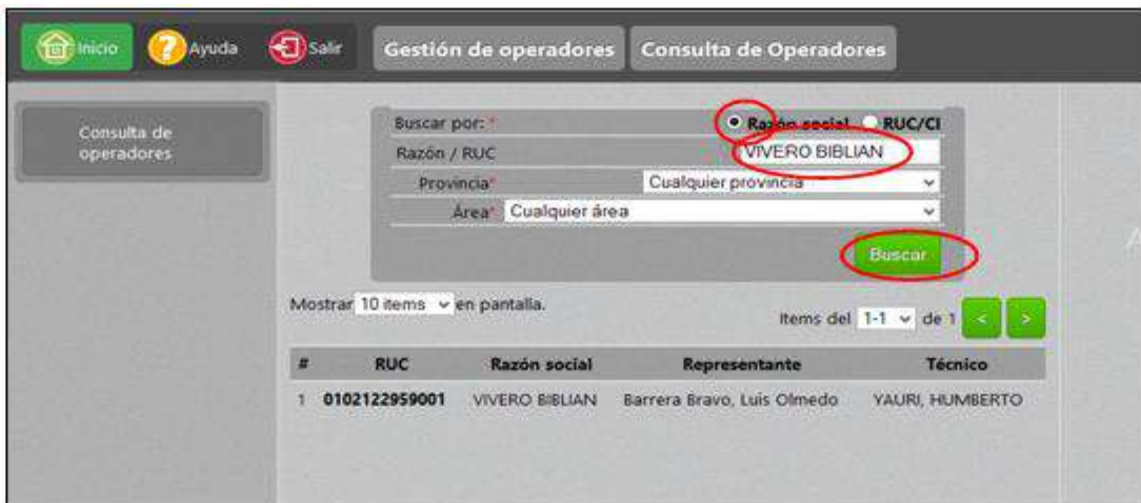 Inicio Ayuda Salir Gestión de operadores Consulta de Operadores
Consulta de
operadores
Buscar por: * Razón social RUC/CI
Razón / RUC VIVERO BIBLIAN
Provincia* Cualquier provincia
Área* Cualquier área
Buscar
Mostrar 10 items en pantalla.
Items del 1-1 de 1 < >
# RUC Razón social Representante Técnico
1 0102122959001 VIVERO BIBLIAN Barrera Bravo, Luis Olmedo YAURI, HUMBERTO